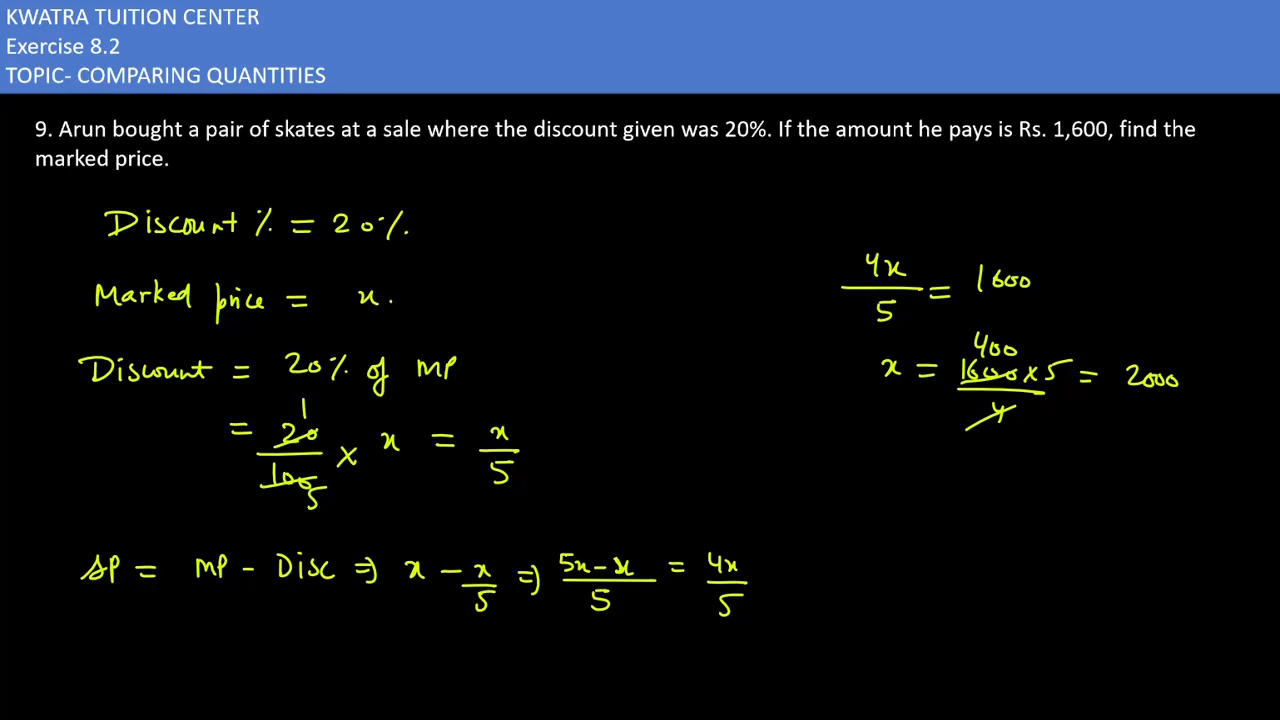 KWATRA TUITION CENTER
Exercise 8.2
TOPIC- COMPARING QUANTITIES
9. Arun bought a pair of skates at a sale where the discount given was 20%. If the amount he pays is Rs. 1,600, find the
marked price.
Discount % = 20%.
Marked price = x.
Discount = 20% of MP
1
= 20/100 × x = x/5
5
SP = MP - Disc ⇒ x - x/5 ⇒ 5x-x/5 = 4x/5
4x/5 = 1600
400
x = 1600×5/4 = 2000